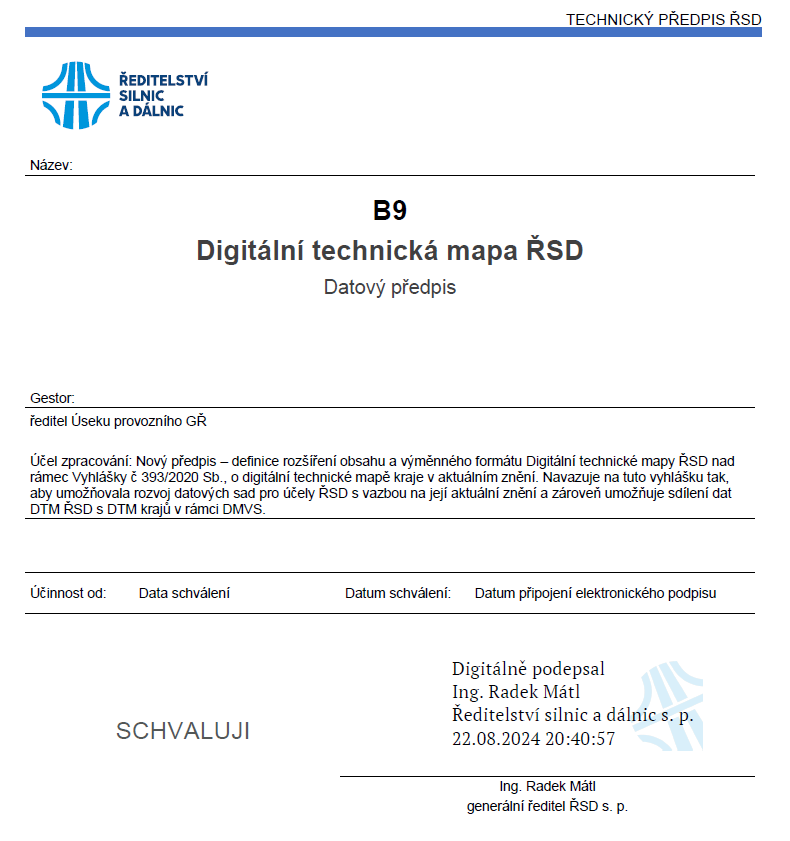 TECHNICKÝ PŘEDPIS ŘSD
ŘEDITELSTVÍ
SILNIC
A DÁLNIC
Název:
B9
Digitální technická mapa ŘSD
Datový předpis
Gestor:
ředitel Úseku provozního GŘ
Účel zpracování: Nový předpis – definice rozšíření obsahu a výměnného formátu Digitální technické mapy ŘSD nad
rámec Vyhlášky č 393/2020 Sb., o digitální technické mapě kraje v aktuálním znění. Navazuje na tuto vyhlášku tak,
aby umožňovala rozvoj datových sad pro účely ŘSD s vazbou na její aktuální znění a zároveň umožňuje sdílení dat
DTM ŘSD s DTM krajů v rámci DMVS.
Účinnost od: Data schválení Datum schválení: Datum připojení elektronického podpisu
Digitálně podepsal
Ing. Radek Mátl
Ředitelství silnic a dálnic s. p.
22.08.2024 20:40:57
SCHVALUJI
Ing. Radek Mátl
generální ředitel ŘSD s. p.